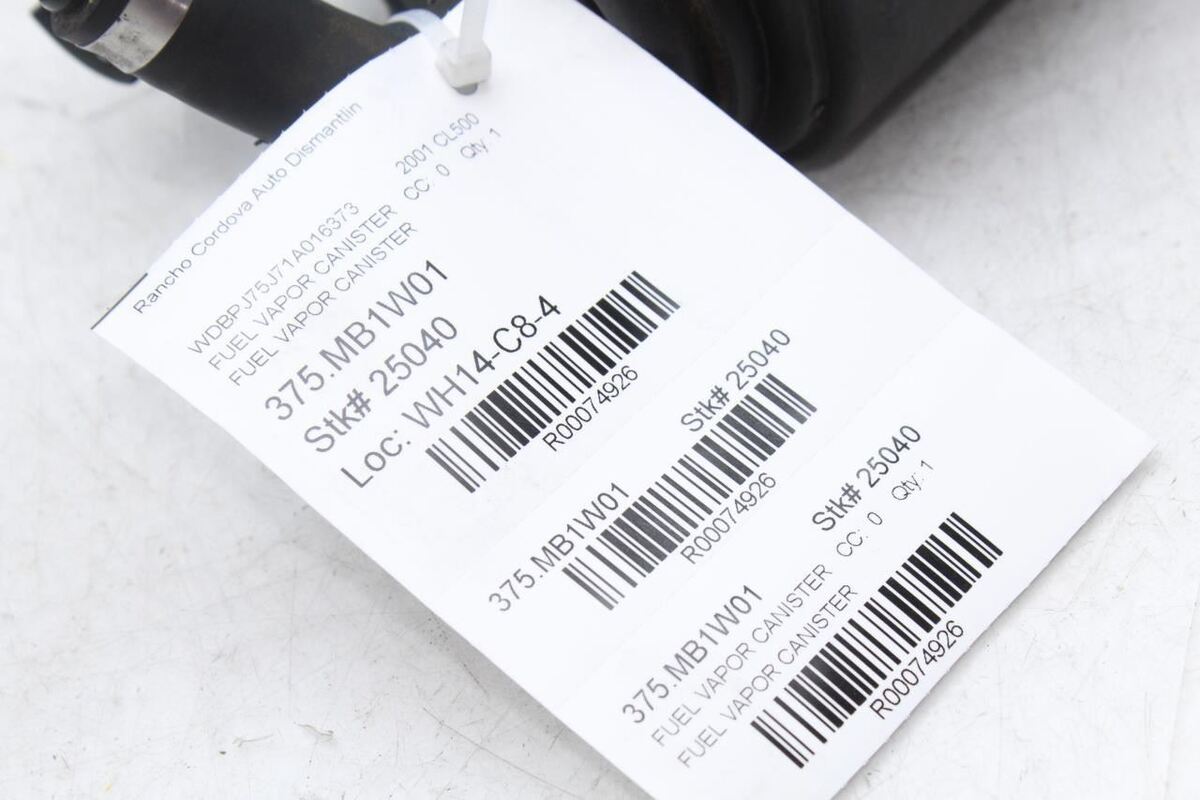 Rancho Cordova Auto Dismantlin
2001 CL500
WDBPJ75J71A016373
FUEL VAPOR CANISTER CC: 0 Qty 1
FUEL VAPOR CANISTER
375.MB1W01
Stk# 25040
Loc: WH14-C8-4
R00074926
375.MB1W01 Stk# 25040
R00074926
375.MB1W01 Stk# 25040
FUEL VAPOR CANISTER CC: 0 Qty: 1
FUEL VAPOR CANISTER
R00074926